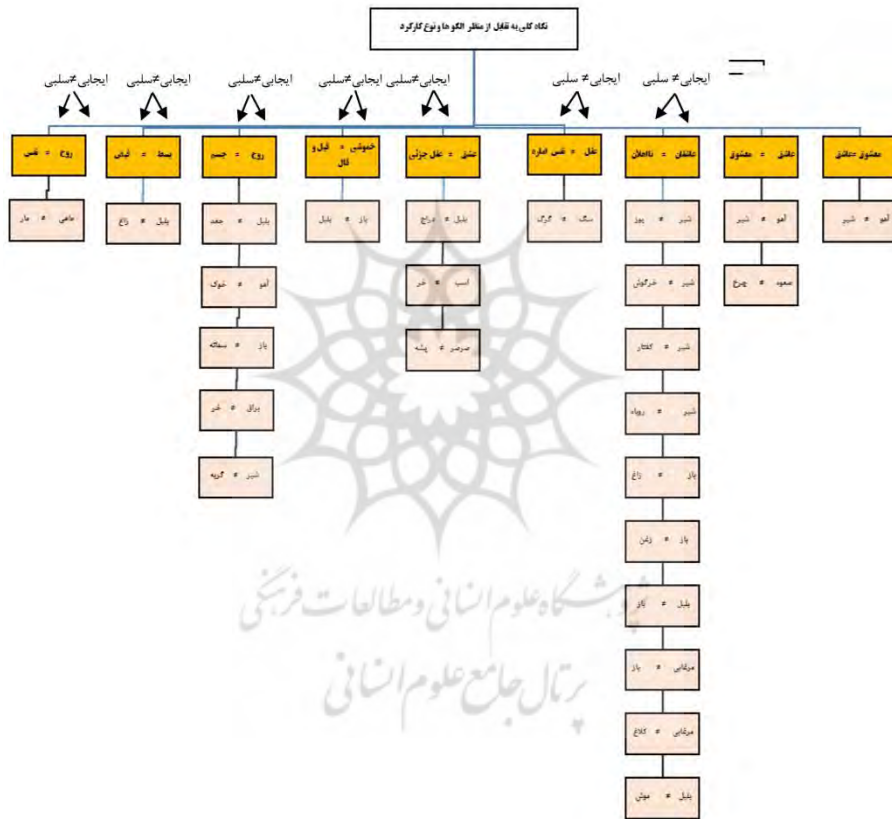 نگاه کلی به تقابل از منظر الگو ها و نوع کارکرد
ایجابی≠ سلبی
ایجابی≠ سلبی
ایجابی≠سلبی
ایجابی≠سلبی
ایجابی≠سلبی
ایجابی≠سلبی
ایجابی≠سلبی
معشوق =عاشق
عاشق = معشوق
عاشقان = نااهلان
عقل = نفس اماره
عشق = عقل جزئی
خموشی = قیل و
قال
روح = جسم
بسط = قبض
روح = نفس
آهو ≠ شیر
آهو ≠ شیر
شیر ≠ یوز
سگ ≠ گرگ
بلبل ≠ دراج
باز ≠ بلبل
بلبل ≠ جغد
بلبل ≠ زاغ
ماهی ≠ مار
صعوه ≠ چرخ
شیر ≠ خرگوش
اسب ≠ خر
آهو ≠ خوک
شیر ≠ کفتار
صرصر ≠ پشه
باز ≠ سمانه
شیر ≠ روباه
براق ≠ خر
باز ≠ زاغ
شیر ≠ گربه
باز ≠ زغن
بلبل ≠ باز
مرغابی ≠ باز
مرغابی ≠ کلاغ
بلبل ≠ موش
پژوهشگاه علوم انسانی و مطالعات فرهنگی
پرتال جامع علوم انسانی